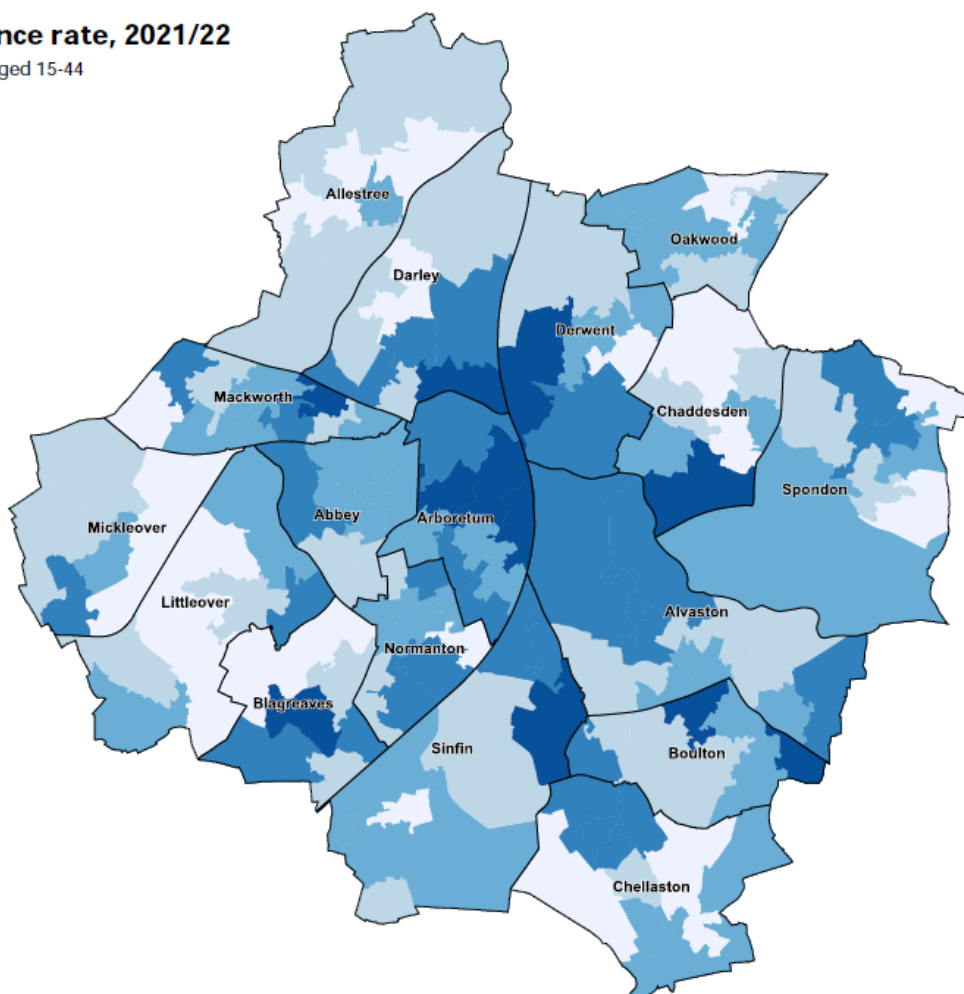 nce rate, 2021/22
ged 15-44
Allestree
Oakwood
Darley
Derwent
Mackworth
Chaddesden
Spondon
Abbey
Arboretum
Mickleover
Littleover
Alvaston
Normanton
Blagreaves
Sinfin
Boulton
Chellaston